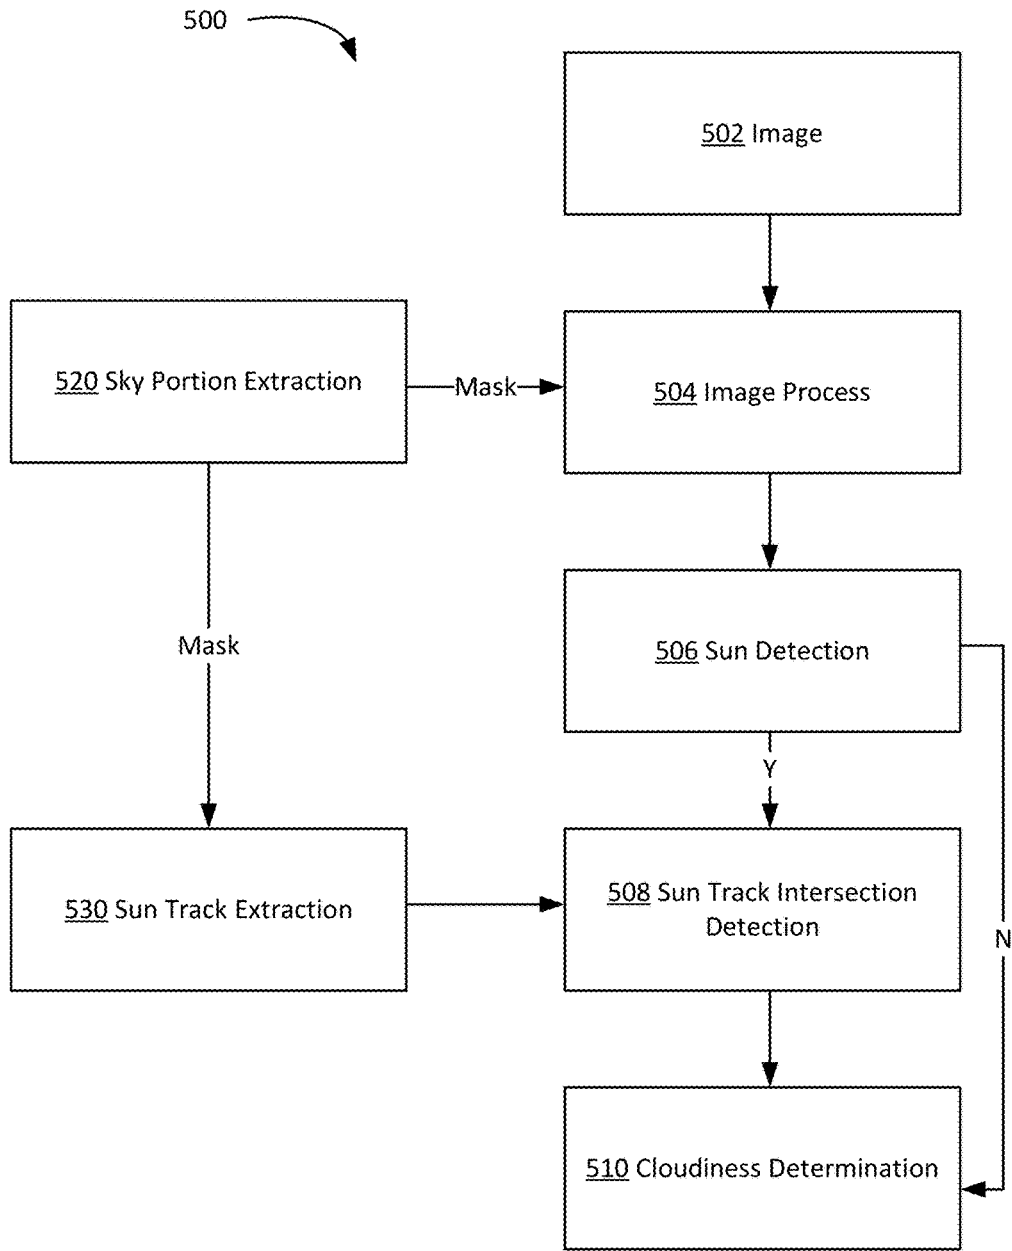 500
502 Image
520 Sky Portion Extraction
Mask
504 Image Process
Mask
506 Sun Detection
Y
530 Sun Track Extraction
508 Sun Track Intersection
Detection
N
510 Cloudiness Determination